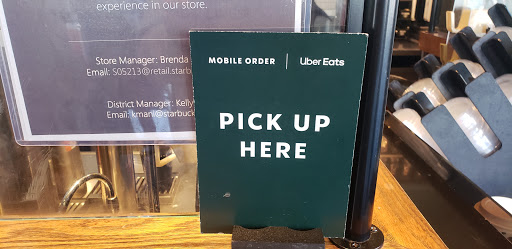 experience in our store.
Store Manager: Brenda
Email: S05213@retail.starb
District Manager: Kelly
Email: kmani@starbuck
MOBILE ORDER | Uber Eats
PICK UP
HERE